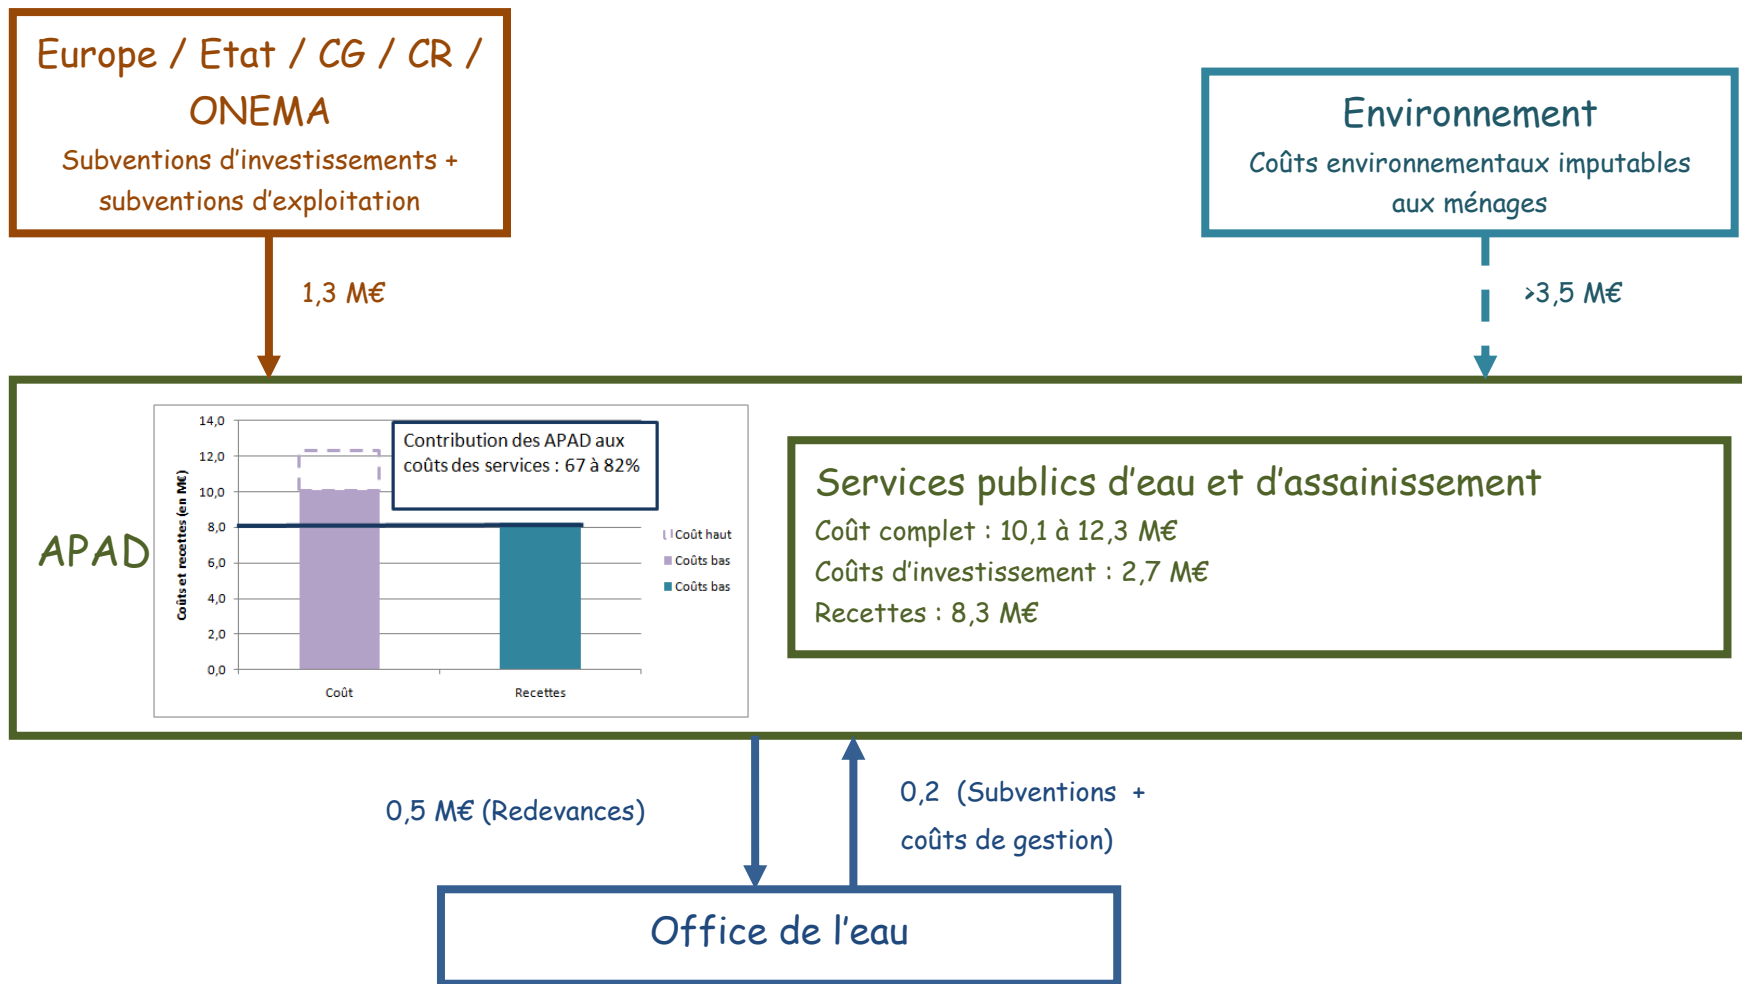 Europe / Etat / CG / CR /
ONEMA
Subventions d'investissements +
subventions d'exploitation
Environnement
Coûts environnementaux imputables
aux ménages
1,3 M€
>3,5 M€
APAD
Coûts et recettes (en M€)
14,0
12,0
10,0
8,0
6,0
4,0
2,0
0,0
Contribution des APAD aux
coûts des services : 67 à 82%
Coût haut
Coûts bas
Coûts bas
Coût
Recettes
Services publics d'eau et d'assainissement
Coût complet : 10,1 à 12,3 M€
Coûts d'investissement : 2,7 M€
Recettes : 8,3 M€
0,5 M€ (Redevances)
0,2 (Subventions +
coûts de gestion)
Office de l'eau